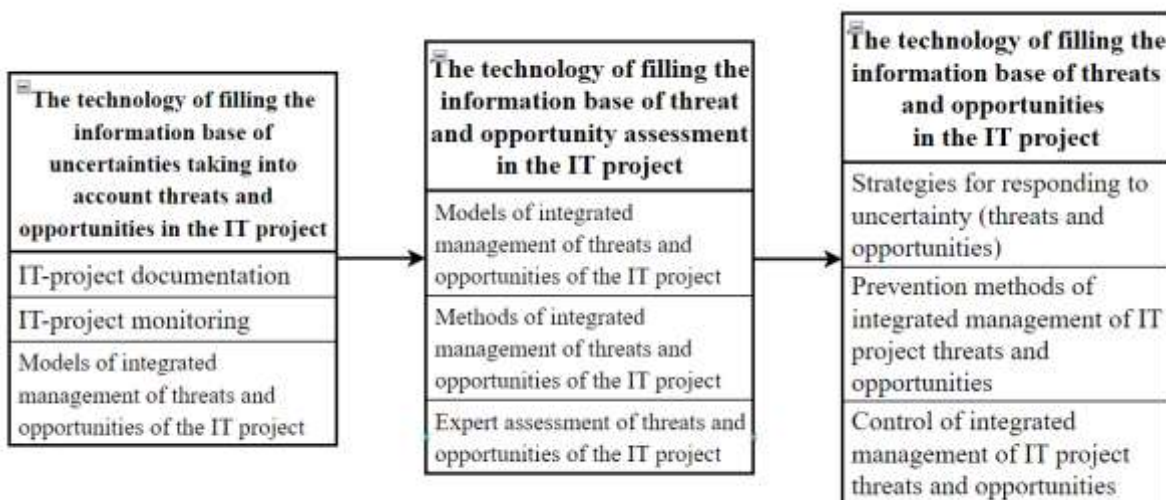 The technology of filling the
information base of
uncertainties taking into
account threats and
opportunities in the IT project
IT-project documentation
IT-project monitoring
Models of integrated
management of threats and
opportunities of the IT project
The technology of filling the
information base of threat
and opportunity assessment
in the IT project
Models of integrated
management of threats and
opportunities of the IT project
Methods of integrated
management of threats and
opportunities of the IT project
Expert assessment of threats and
opportunities of the IT project
The technology of filling the
information base of threats
and opportunities
in the IT project
Strategies for responding to
uncertainty (threats and
opportunities)
Prevention methods of
integrated management of IT
project threats and
opportunities
Control of integrated
management of IT project
threats and opportunities